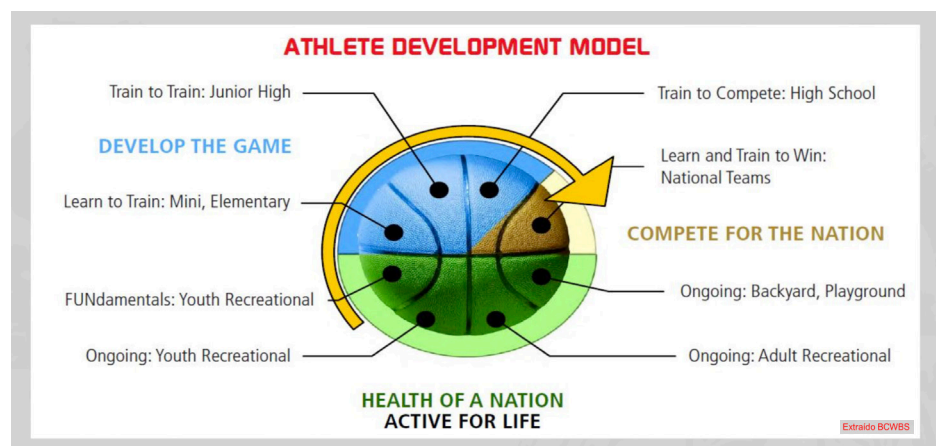 ATHLETE DEVELOPMENT MODEL
Train to Train: Junior High
Train to Compete: High School
DEVELOP THE GAME
Learn and Train to Win:
National Teams
Learn to Train: Mini, Elementary
COMPETE FOR THE NATION
FUNdamentals: Youth Recreational
Ongoing: Backyard, Playground
Ongoing: Youth Recreational
Ongoing: Adult Recreational
HEALTH OF A NATION
ACTIVE FOR LIFE
Extraido BCWBS